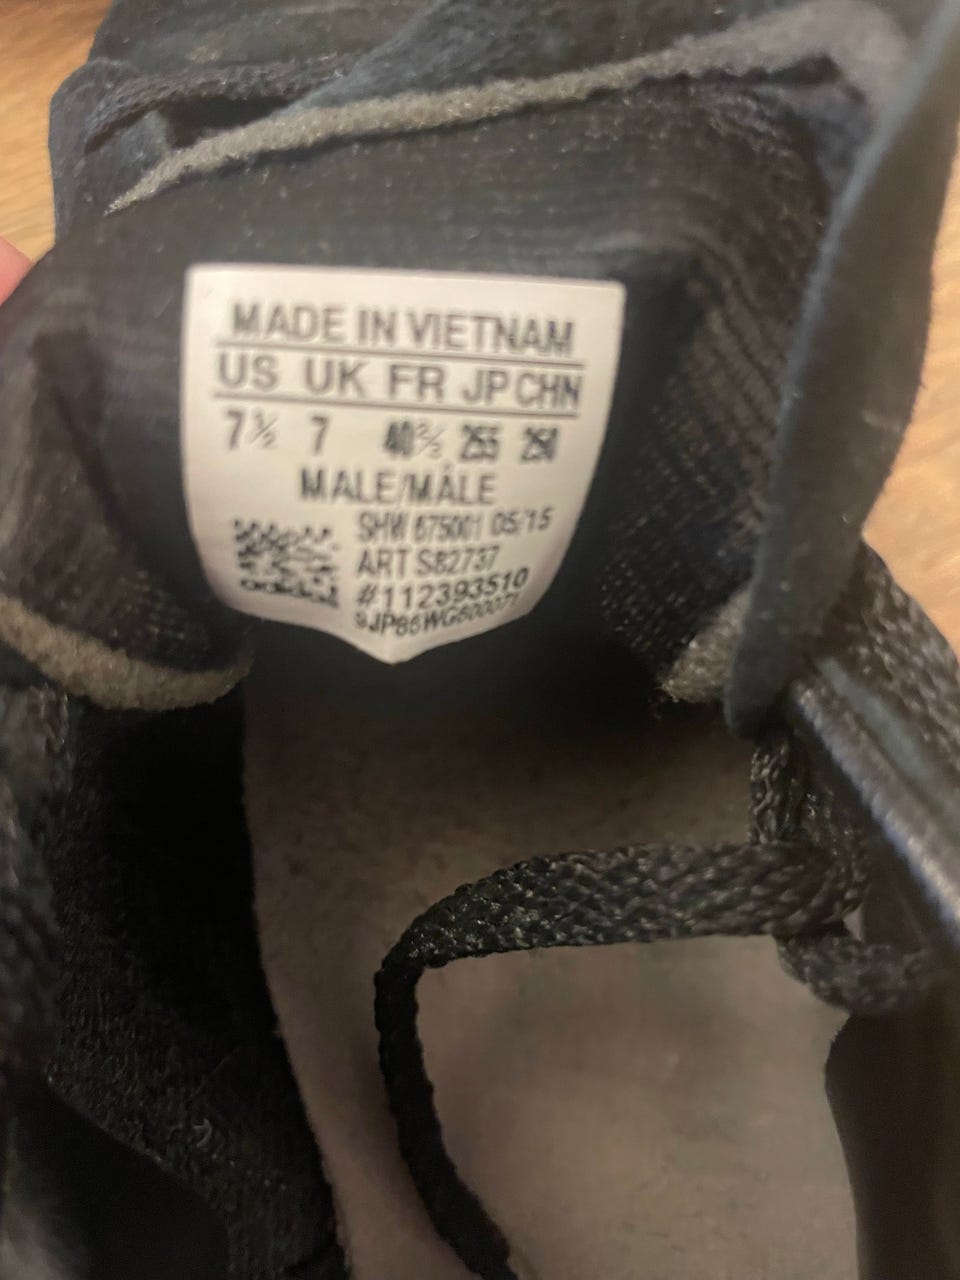 MADE IN VIETNAM
US UK FR JP CHN
7½ 7 40⅔ 255 250
MALE/MÂLE
SHW 675001 05/15
ART S82737
#112393510